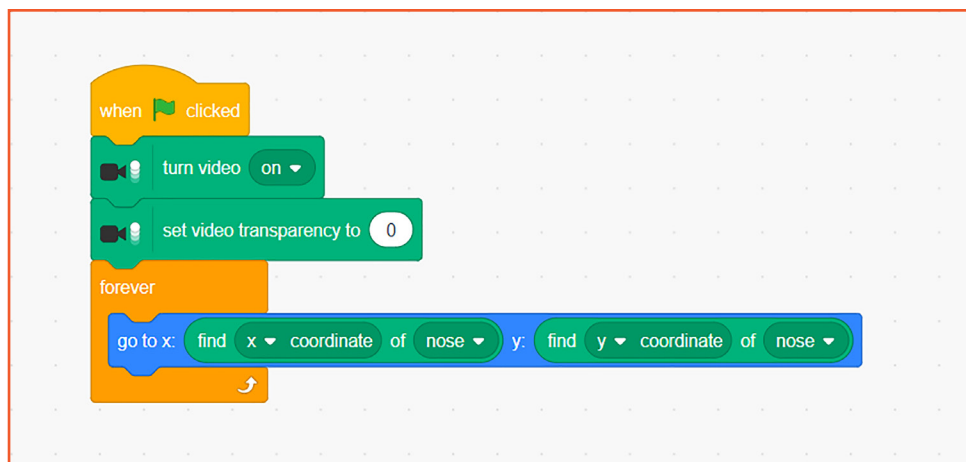 when clicked
turn video on
set video transparency to 0
forever
go to x: find x coordinate of nose y: find y coordinate of nose